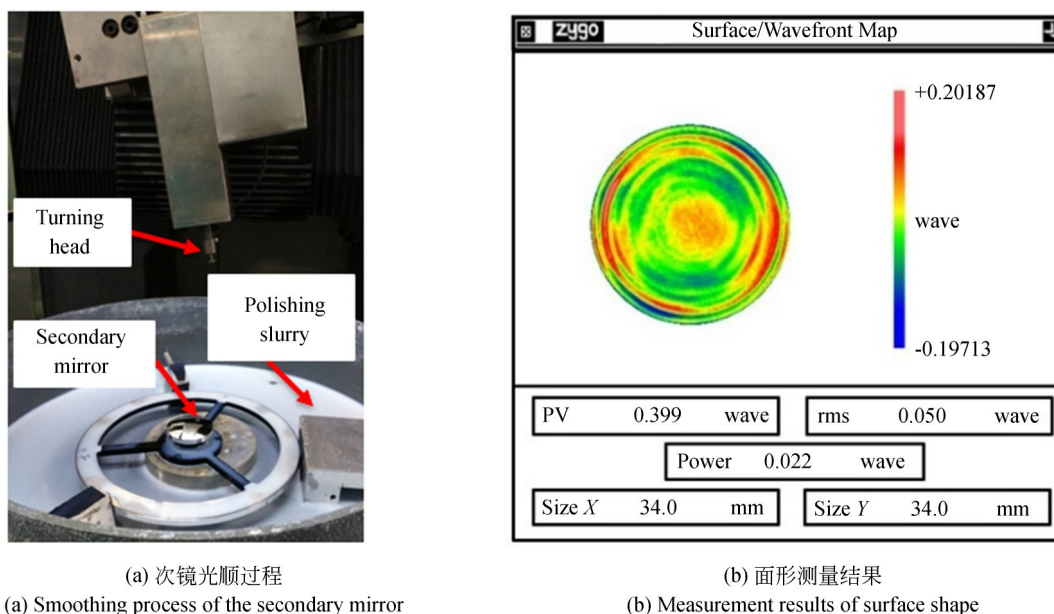 Turning
head
Polishing
slurry
Secondary
mirror
(a) 次镜光顺过程
(a) Smoothing process of the secondary mirror
zygo
Surface/Wavefront Map
+0.20187
wave
-0.19713
PV 0.399 wave
rms 0.050 wave
Power 0.022 wave
Size X 34.0 mm
Size Y 34.0 mm
(b) 面形测量结果
(b) Measurement results of surface shape